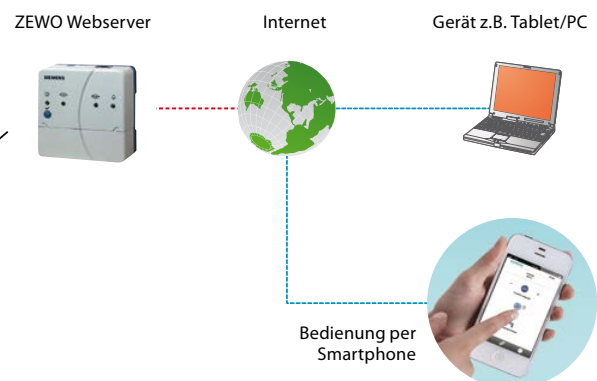 ZEWO Webserver
Internet
Gerät z.B. Tablet/PC
SIEMENS
Bedienung per
Smartphone